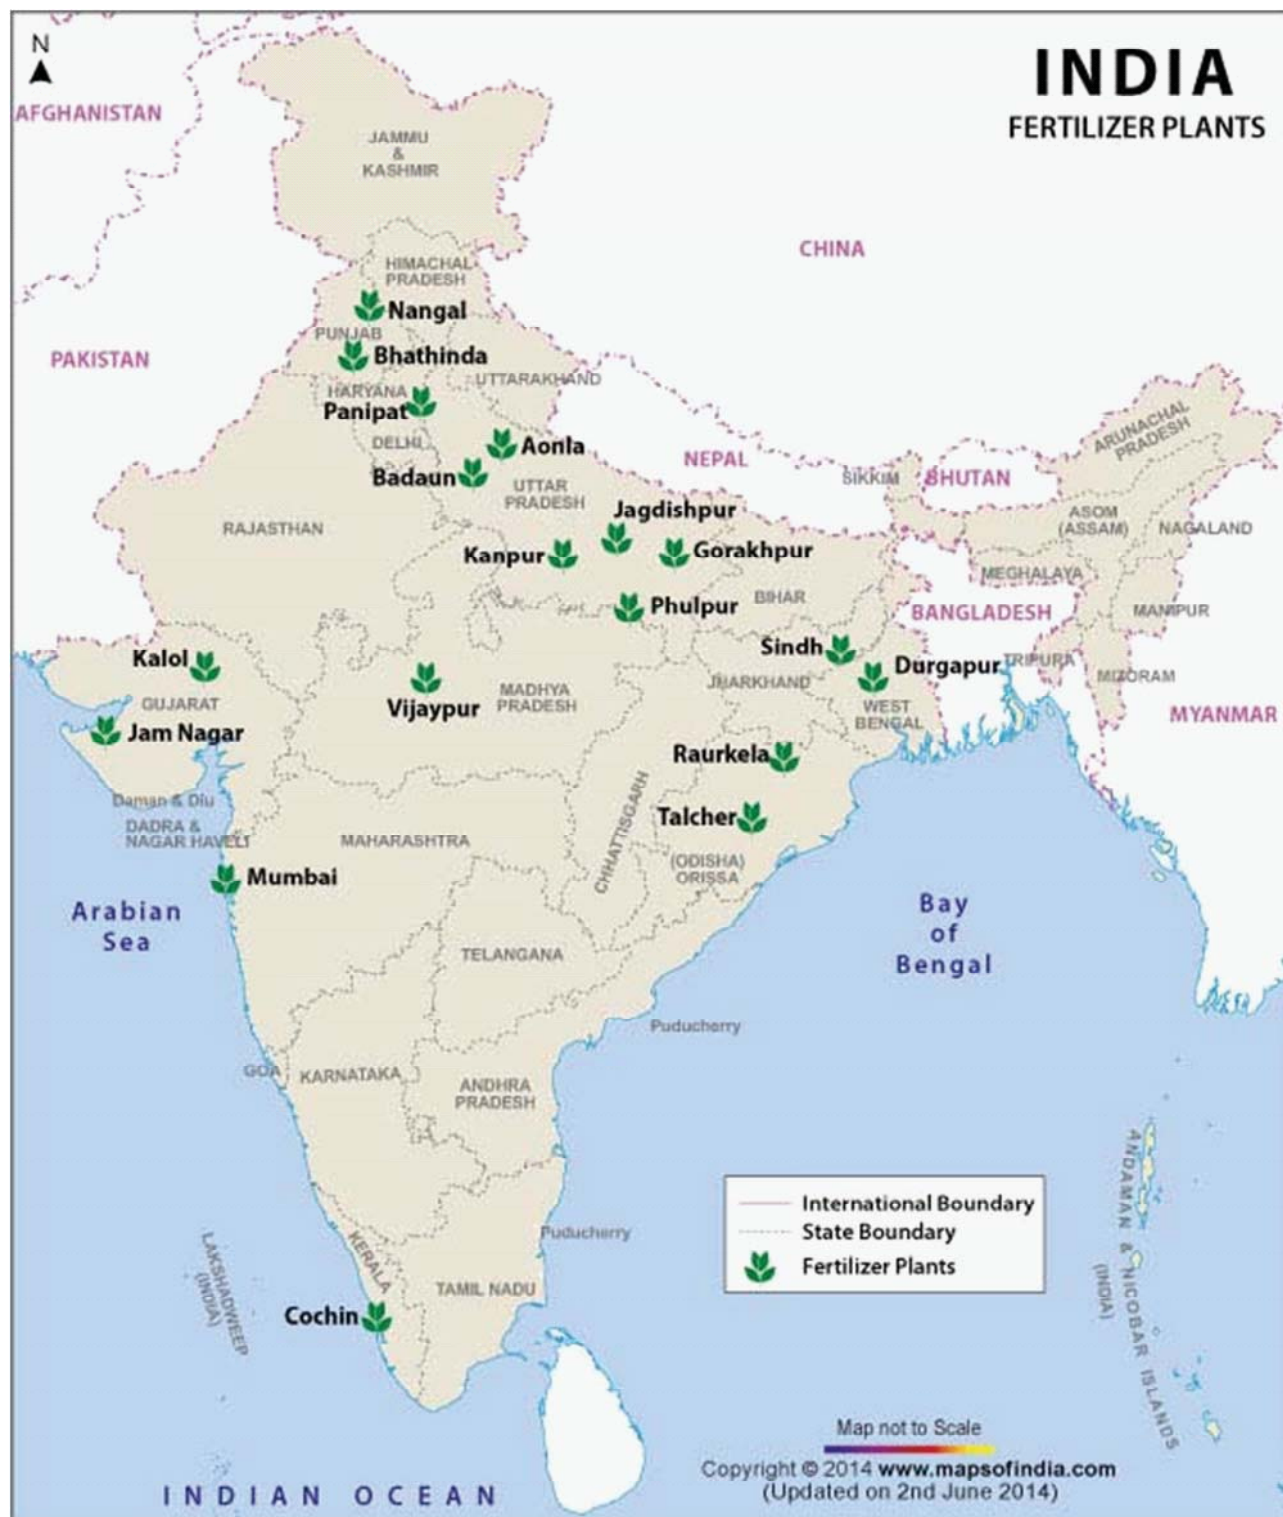 N
INDIA
FERTILIZER PLANTS
AFGHANISTAN
JAMMU
&
KASHMIR
CHINA
HIMACHAL
PRADESH
Nangal
PUNJAB
PAKISTAN
Bhathinda
UTTARAKHAND
HARYANA
Panipat
DELHI
Aonla
NEPAL
Badaun
SIKKIM
BHUTAN
ARUNACHAL
PRADESH
UTTAR
PRADESH
Jagdishpur
ASOM
(ASSAM)
NAGALAND
RAJASTHAN
Kanpur
Gorakhpur
MEGHALAYA
BIHAR
Phulpur
BANGLADESH
MANIPUR
Sindh
Kalol
Durgapur
TRIPURA
MIZORAM
JHARKHAND
MADHYA
PRADESH
GUJARAT
Vijaypur
WEST
BENGAL
MYANMAR
Jam Nagar
Raurkela
Daman & Diu
DADRA &
NAGAR HAVELI
Talcher
CHHATTISGARH
MAHARASHTRA
(ODISHA)
ORISSA
Mumbai
Arabian
Sea
Bay
of
Bengal
TELANGANA
Puducherry
GOA
KARNATAKA
ANDHRA
PRADESH
International Boundary
State Boundary
Fertilizer Plants
Puducherry
KERALA
LAKSHADWEEP
(INDIA)
TAMIL NADU
Cochin
ANDAMAN & NICOBAR ISLANDS
(INDIA)
Map not to Scale
Copyright © 2014 www.mapsofindia.com
(Updated on 2nd June 2014)
INDIAN OCEAN